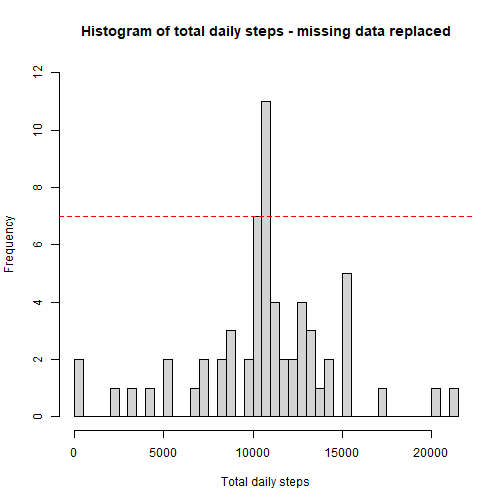 Histogram of total daily steps - missing data replaced
12
10
8
6
4
2
0
Frequency
0 5000 10000 15000 20000
Total daily steps